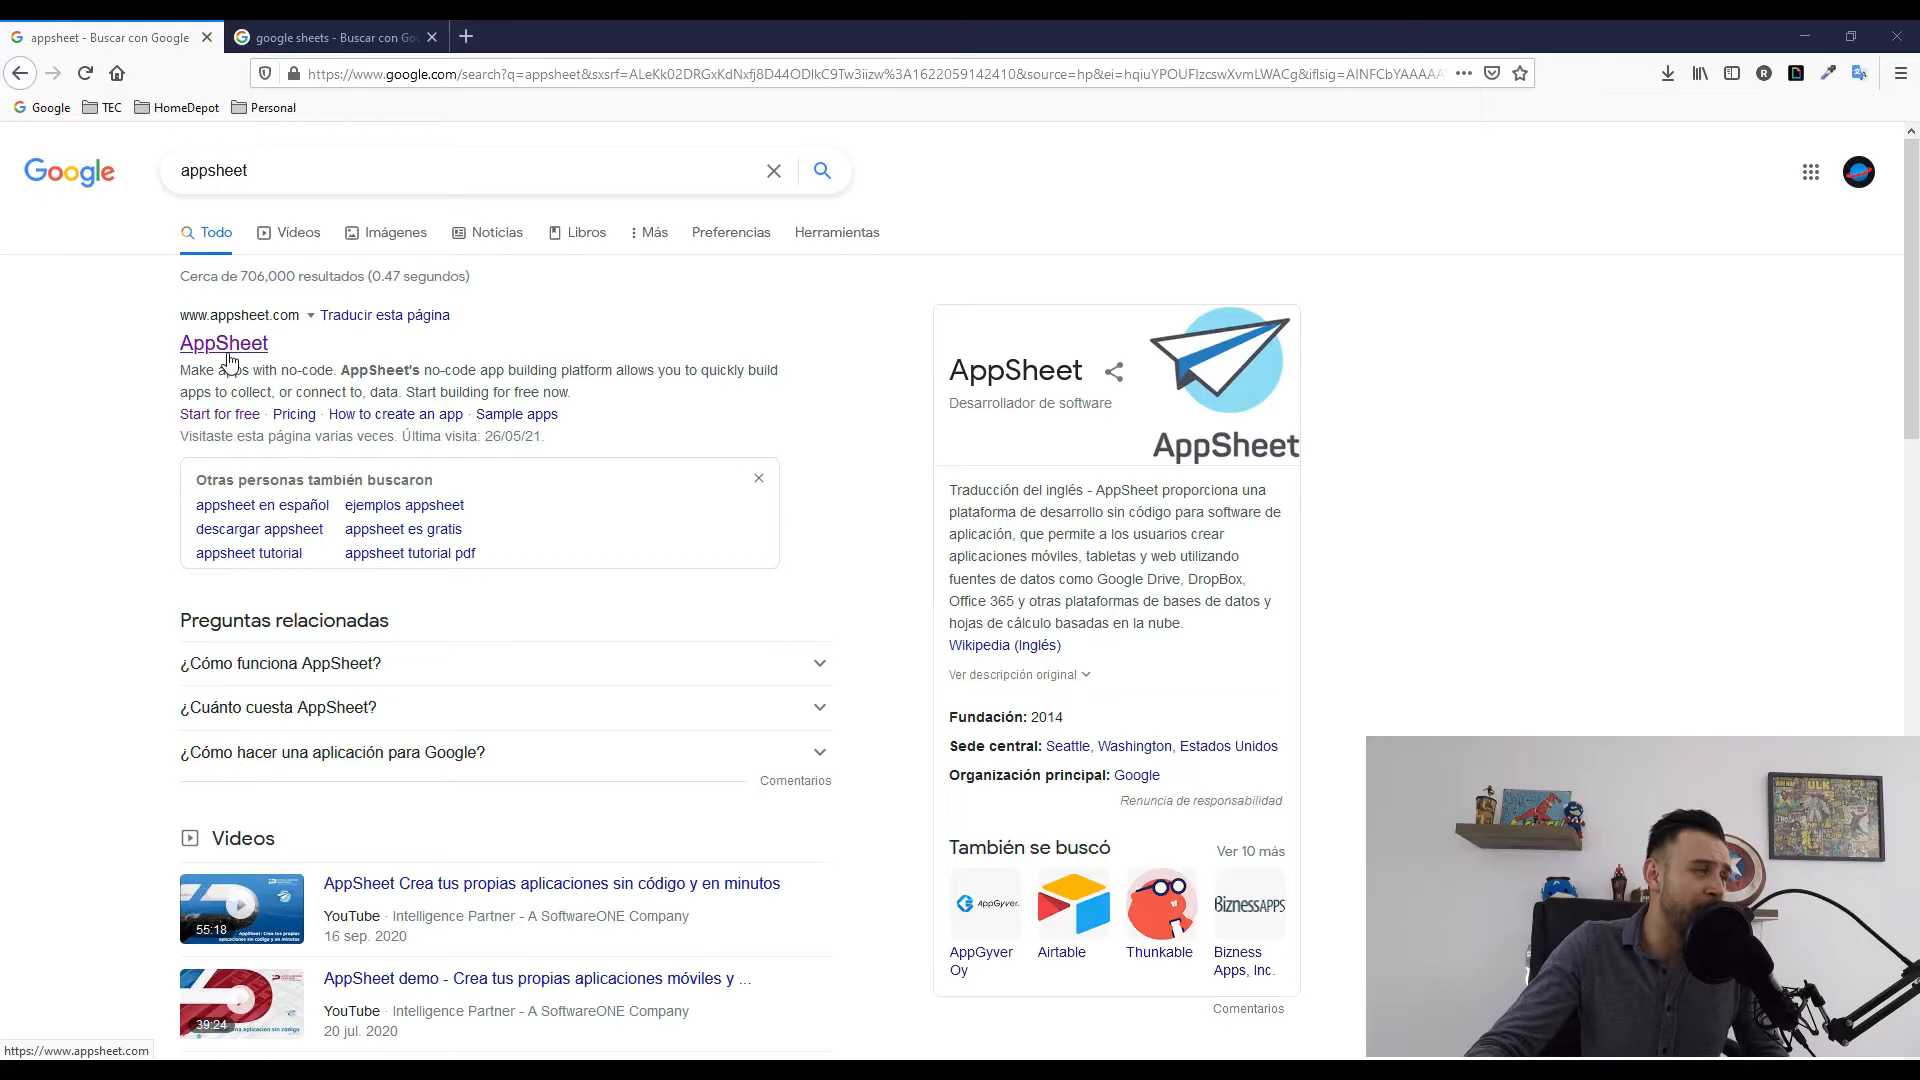 appsheet - Buscar con Google
google sheets - Buscar con Go
https://www.google.com/search?q=appsheet&sxsrf=ALeKk02DRGxKdNxfj8D44ODlkC9Tw3iizw%3A1622059142410&source=hp&ei=hqiuYPOUFIzcswXvmLWACg&iflsig=AINFCbYAAAAA
Google
TEC
HomeDepot
Personal
Google
appsheet
Todo
Vídeos
Imágenes
Noticias
Libros
Más
Preferencias
Herramientas
Cerca de 706,000 resultados (0.47 segundos)
www.appsheet.com
Traducir esta página
AppSheet
Make apps with no-code. AppSheet's no-code app building platform allows you to quickly build
apps to collect, or connect to, data. Start building for free now.
Start for free · Pricing · How to create an app · Sample apps
Visitaste esta página varias veces. Última visita: 26/05/21.
Otras personas también buscaron
appsheet en español
ejemplos appsheet
descargar appsheet
appsheet es gratis
appsheet tutorial
appsheet tutorial pdf
Preguntas relacionadas
¿Cómo funciona AppSheet?
¿Cuánto cuesta AppSheet?
¿Cómo hacer una aplicación para Google?
Comentarios
Videos
55:18
AppSheet Crea tus propias aplicaciones sin código y en minutos
YouTube · Intelligence Partner - A SoftwareONE Company
16 sep. 2020
39:24
AppSheet demo - Crea tus propias aplicaciones móviles y ...
YouTube · Intelligence Partner - A SoftwareONE Company
20 jul. 2020
https://www.appsheet.com
AppSheet
Desarrollador de software
AppSheet
Traducción del inglés - AppSheet proporciona una
plataforma de desarrollo sin código para software de
aplicación, que permite a los usuarios crear
aplicaciones móviles, tabletas y web utilizando
fuentes de datos como Google Drive, DropBox,
Office 365 y otras plataformas de bases de datos y
hojas de cálculo basadas en la nube.
Wikipedia (Inglés)
Ver descripción original
Fundación: 2014
Sede central: Seattle, Washington, Estados Unidos
Organización principal: Google
Renuncia de responsabilidad
También se buscó
Ver 10 más
AppGyver.
BiznessAPPS
AppGyver
Oy
Airtable
Thunkable
Bizness
Apps, Inc.
Comentarios